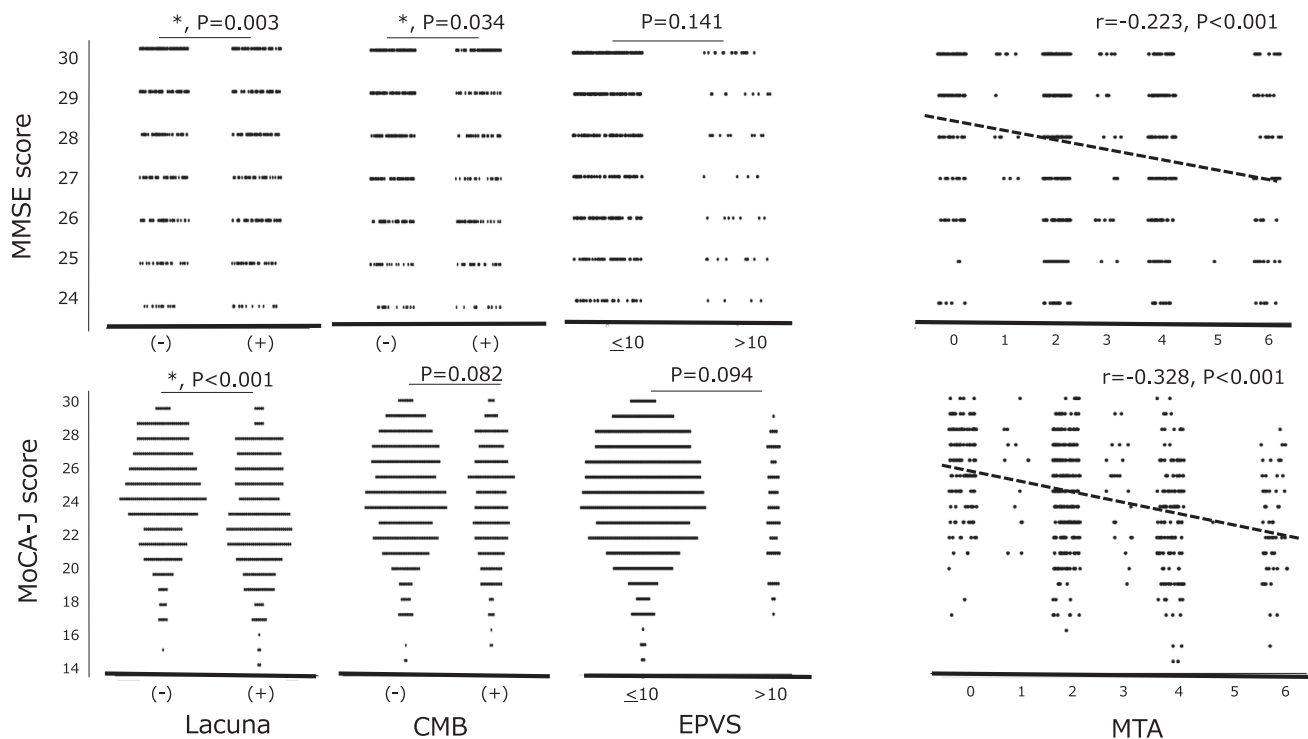 *, P=0.003
*, P=0.034
P=0.141
r=-0.223, P<0.001
MMSE score
30
29
28
27
26
25
24
(-) (+)
(-) (+)
≤10 >10
0 1 2 3 4 5 6
*, P<0.001
P=0.082
P=0.094
r=-0.328, P<0.001
MoCA-J score
30
28
26
24
22
20
18
16
14
(-) (+)
(-) (+)
≤10 >10
0 1 2 3 4 5 6
Lacuna
CMB
EPVS
MTA